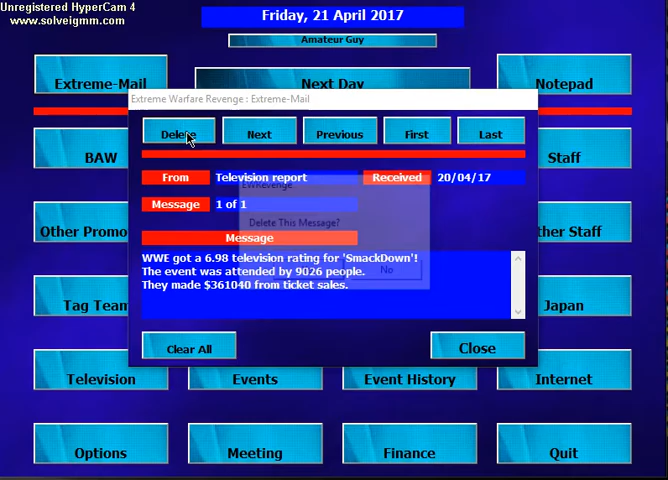 Unregistered HyperCam 4
www.solveigmm.com
Friday, 21 April 2017
Amateur Guy
Extreme-Mail
Next Day
Notepad
Extreme Warfare Revenge : Extreme-Mail
Delete
Next
Previous
First
Last
BAW
Staff
From
Television report
Received
20/04/17
EWRevenge
Message
1 of 1
Delete This Message?
Other Promo
ther Staff
Message
WWE got a 6.98 television rating for 'SmackDown'!
The event was attended by 9026 people.
They made $361040 from ticket sales.
No
Tag Team
Japan
Clear All
Close
Television
Events
Event History
Internet
Options
Meeting
Finance
Quit